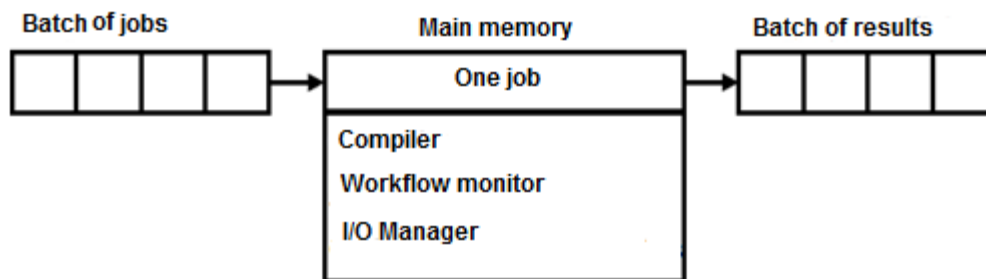 Batch of jobs
Main memory
Batch of results
One job
Compiler
Workflow monitor
I/O Manager